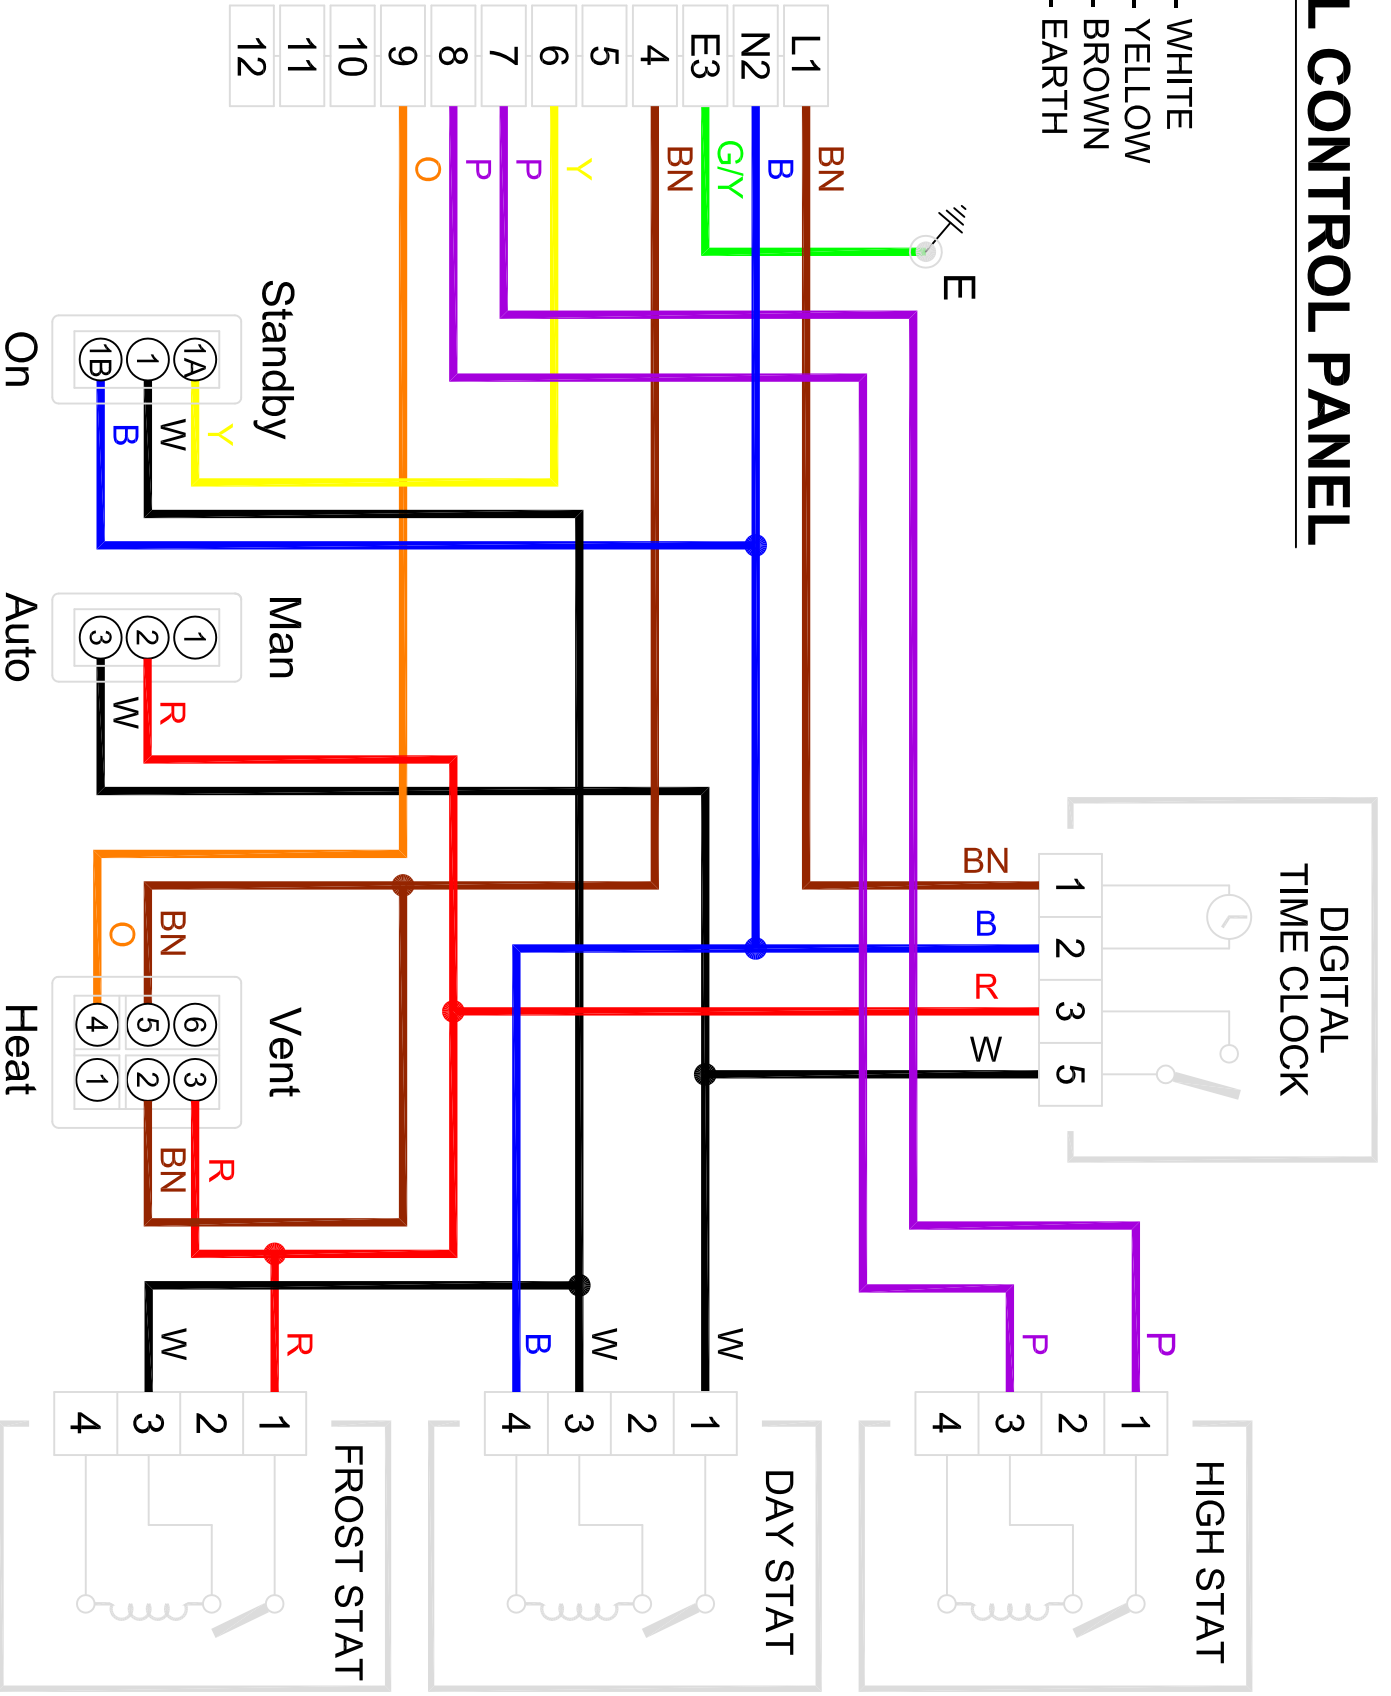 L CONTROL PANEL
- WHITE
- YELLOW
- BROWN
- EARTH
L1
N2
E3
4
5
6
7
8
9
10
11
12
BN
B
G/Y
BN
Y
P
P
O
E
Standby
1A
1
1B
On
Y
W
B
Man
1
2
3
Auto
R
W
BN
O
Vent
6
5
4
3
2
1
Heat
R
BN
DIGITAL
TIME CLOCK
1
2
3
5
BN
B
R
W
P
P
W
W
B
R
W
HIGH STAT
1
2
3
4
DAY STAT
1
2
3
4
FROST STAT
1
2
3
4